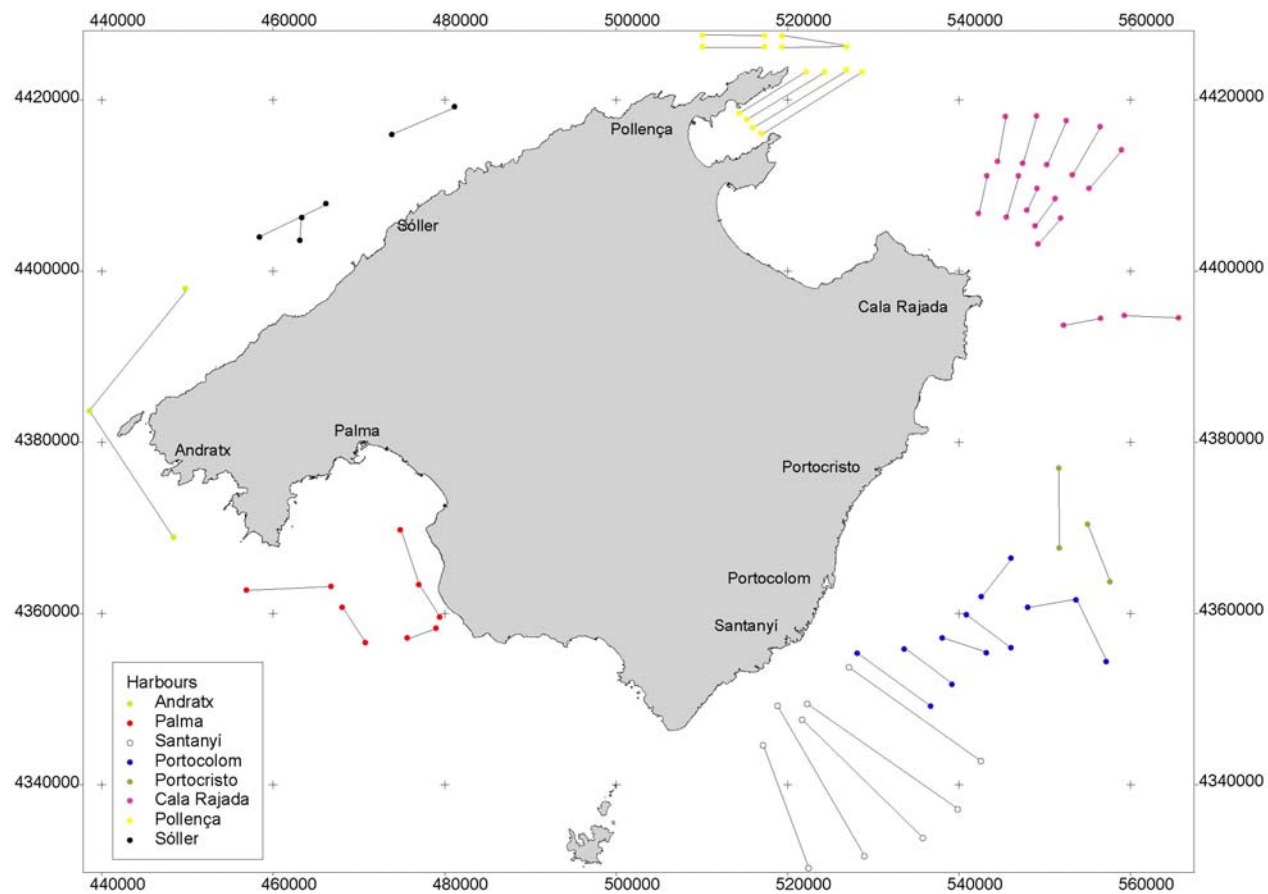 440000 460000 480000 500000 520000 540000 560000
4420000 4420000
Pollença
Sóller
4400000 4400000
Cala Rajada
4380000 4380000
Palma
Andratx
Portocristo
Portocolom
4360000 4360000
Santanyí
Harbours
Andratx
Palma
Santanyí
Portocolom
Portocristo
Cala Rajada
Pollença
Sóller
4340000 4340000
440000 460000 480000 500000 520000 540000 560000